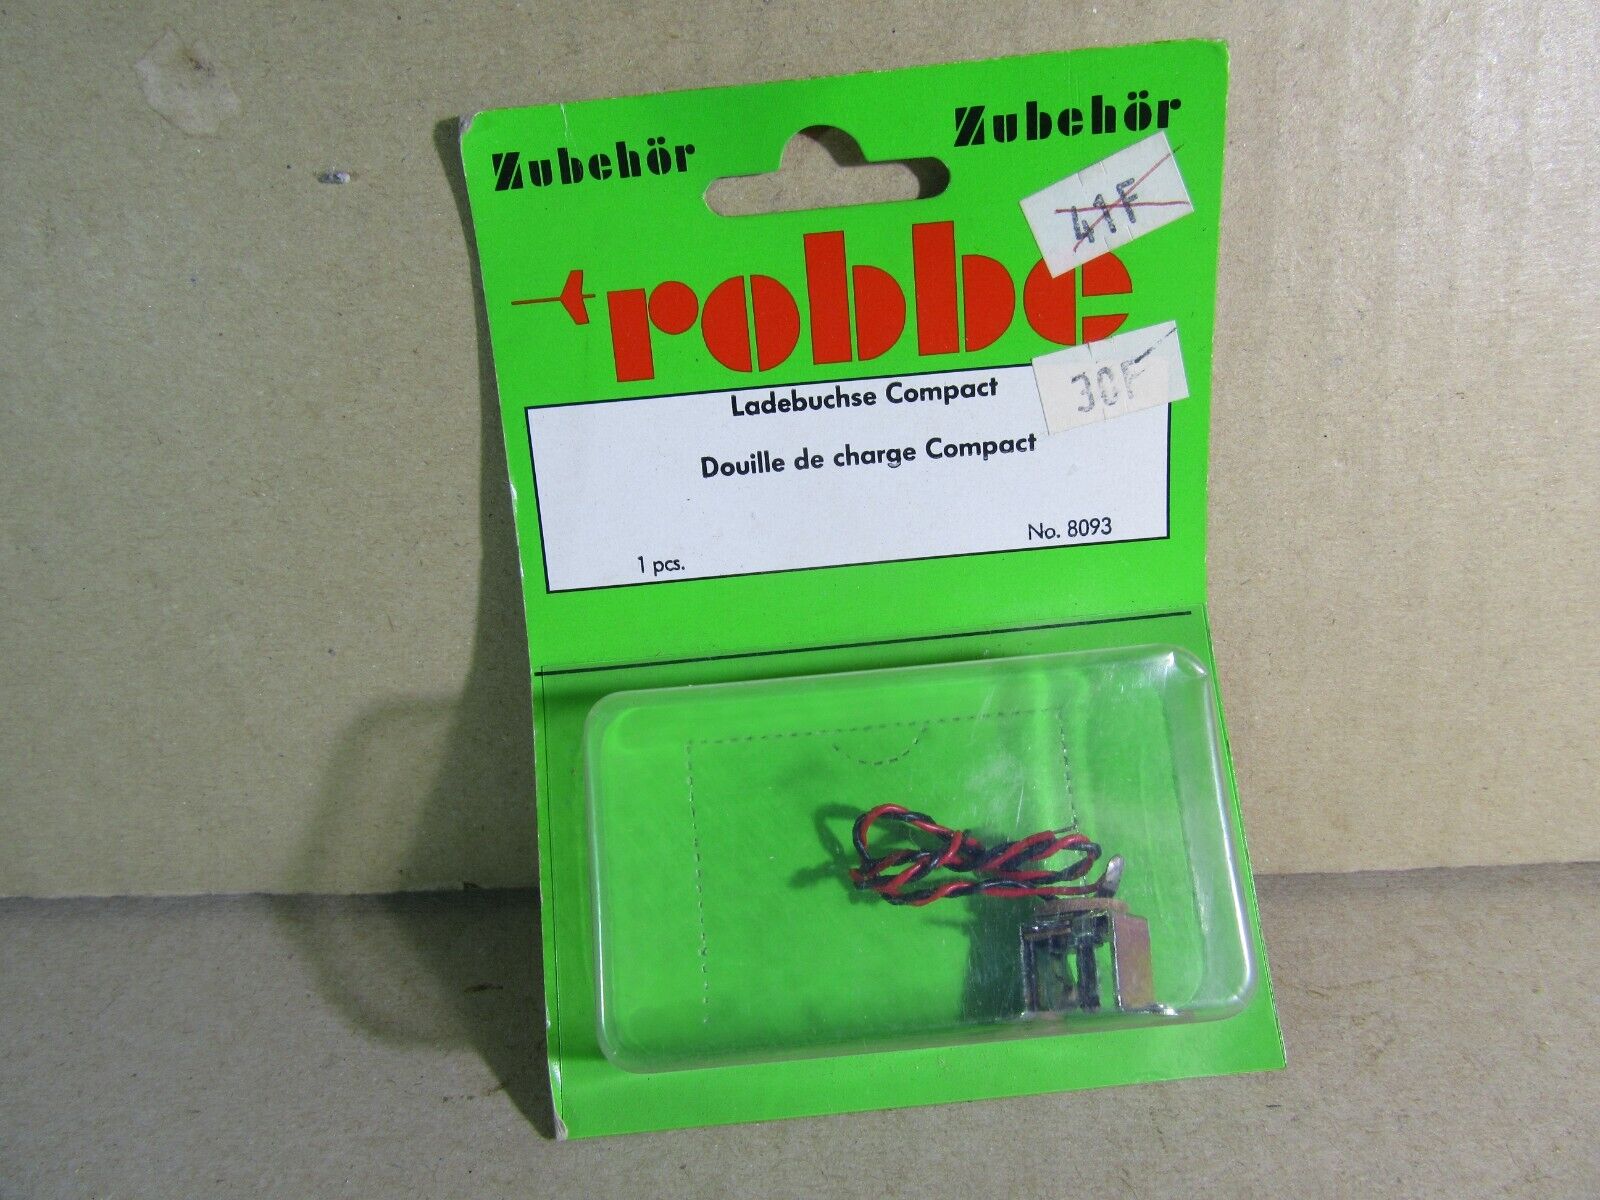 Zubehör Zubehör
41F
robbe
30F
Ladebuchse Compact
Douille de charge Compact
No. 8093
1 pcs.